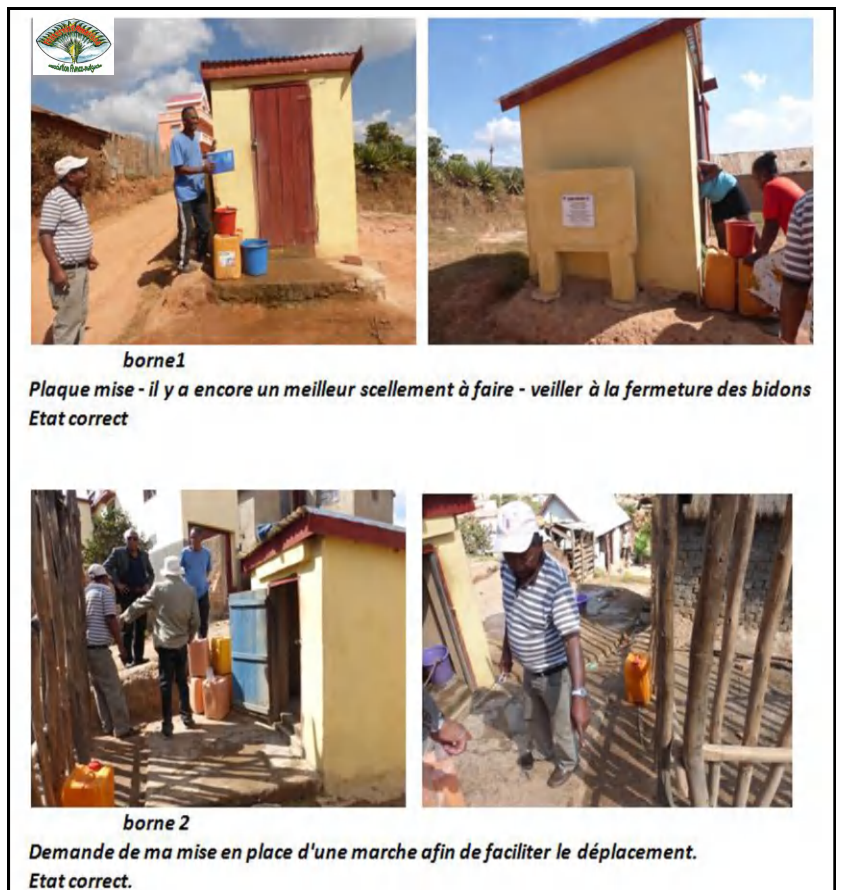 borne1
Plaque mise - il y a encore un meilleur scellement à faire - veiller à la fermeture des bidons
Etat correct
borne 2
Demande de ma mise en place d'une marche afin de faciliter le déplacement.
Etat correct.